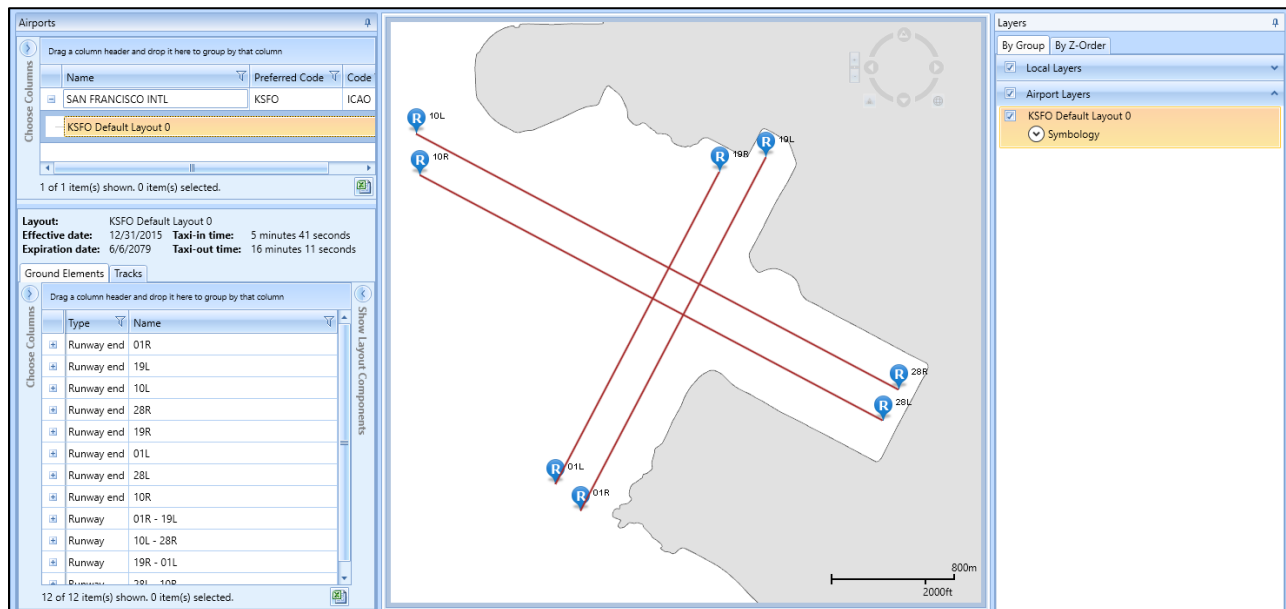 Airports
Choose Columns
Drag a column header and drop it here to group by that column
Name Preferred Code Code
SAN FRANCISCO INTL KSFO ICAO
KSFO Default Layout 0
1 of 1 item(s) shown. 0 item(s) selected.
Layout: KSFO Default Layout 0
Effective date: 12/31/2015 Taxi-in time: 5 minutes 41 seconds
Expiration date: 6/6/2079 Taxi-out time: 16 minutes 11 seconds
Ground Elements Tracks
Choose Columns
Drag a column header and drop it here to group by that column
Show Layout Components
Type Name
Runway end 01R
Runway end 19L
Runway end 10L
Runway end 28R
Runway end 19R
Runway end 01L
Runway end 28L
Runway end 10R
Runway 01R - 19L
Runway 10L - 28R
Runway 19R - 01L
Runway 28L - 10R
12 of 12 item(s) shown. 0 item(s) selected.
R 10L
R 10R
R 19R
R 19L
R 28R
R 28L
R 01L
R 01R
800m
2000ft
Layers
By Group By Z-Order
Local Layers
Airport Layers
KSFO Default Layout 0
Symbology